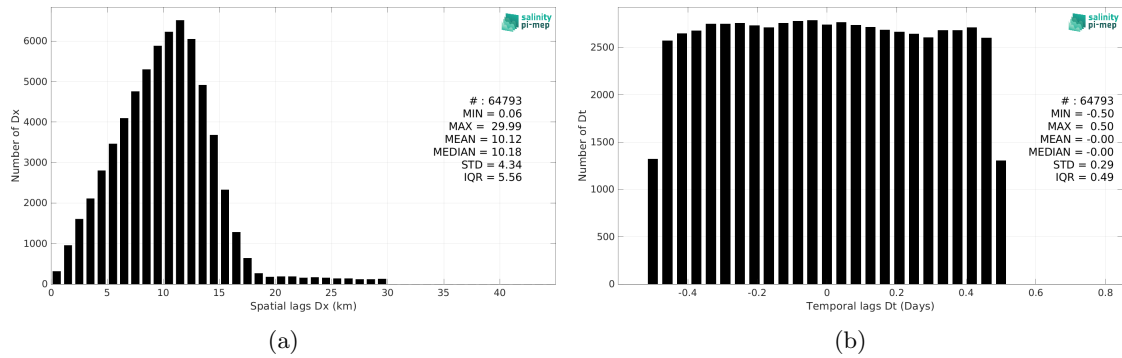 Number of Dx
6000
5000
4000
3000
2000
1000
0
0 5 10 15 20 25 30 35 40
Spatial lags Dx (km)
salinity
pi-mep
# : 64793
MIN = 0.06
MAX = 29.99
MEAN = 10.12
MEDIAN = 10.18
STD = 4.34
IQR = 5.56
(a)
Number of Dt
2500
2000
1500
1000
500
0
-0.4 -0.2 0 0.2 0.4 0.6 0.8
Temporal lags Dt (Days)
salinity
pi-mep
# : 64793
MIN = -0.50
MAX = 0.50
MEAN = -0.00
MEDIAN = -0.00
STD = 0.29
IQR = 0.49
(b)